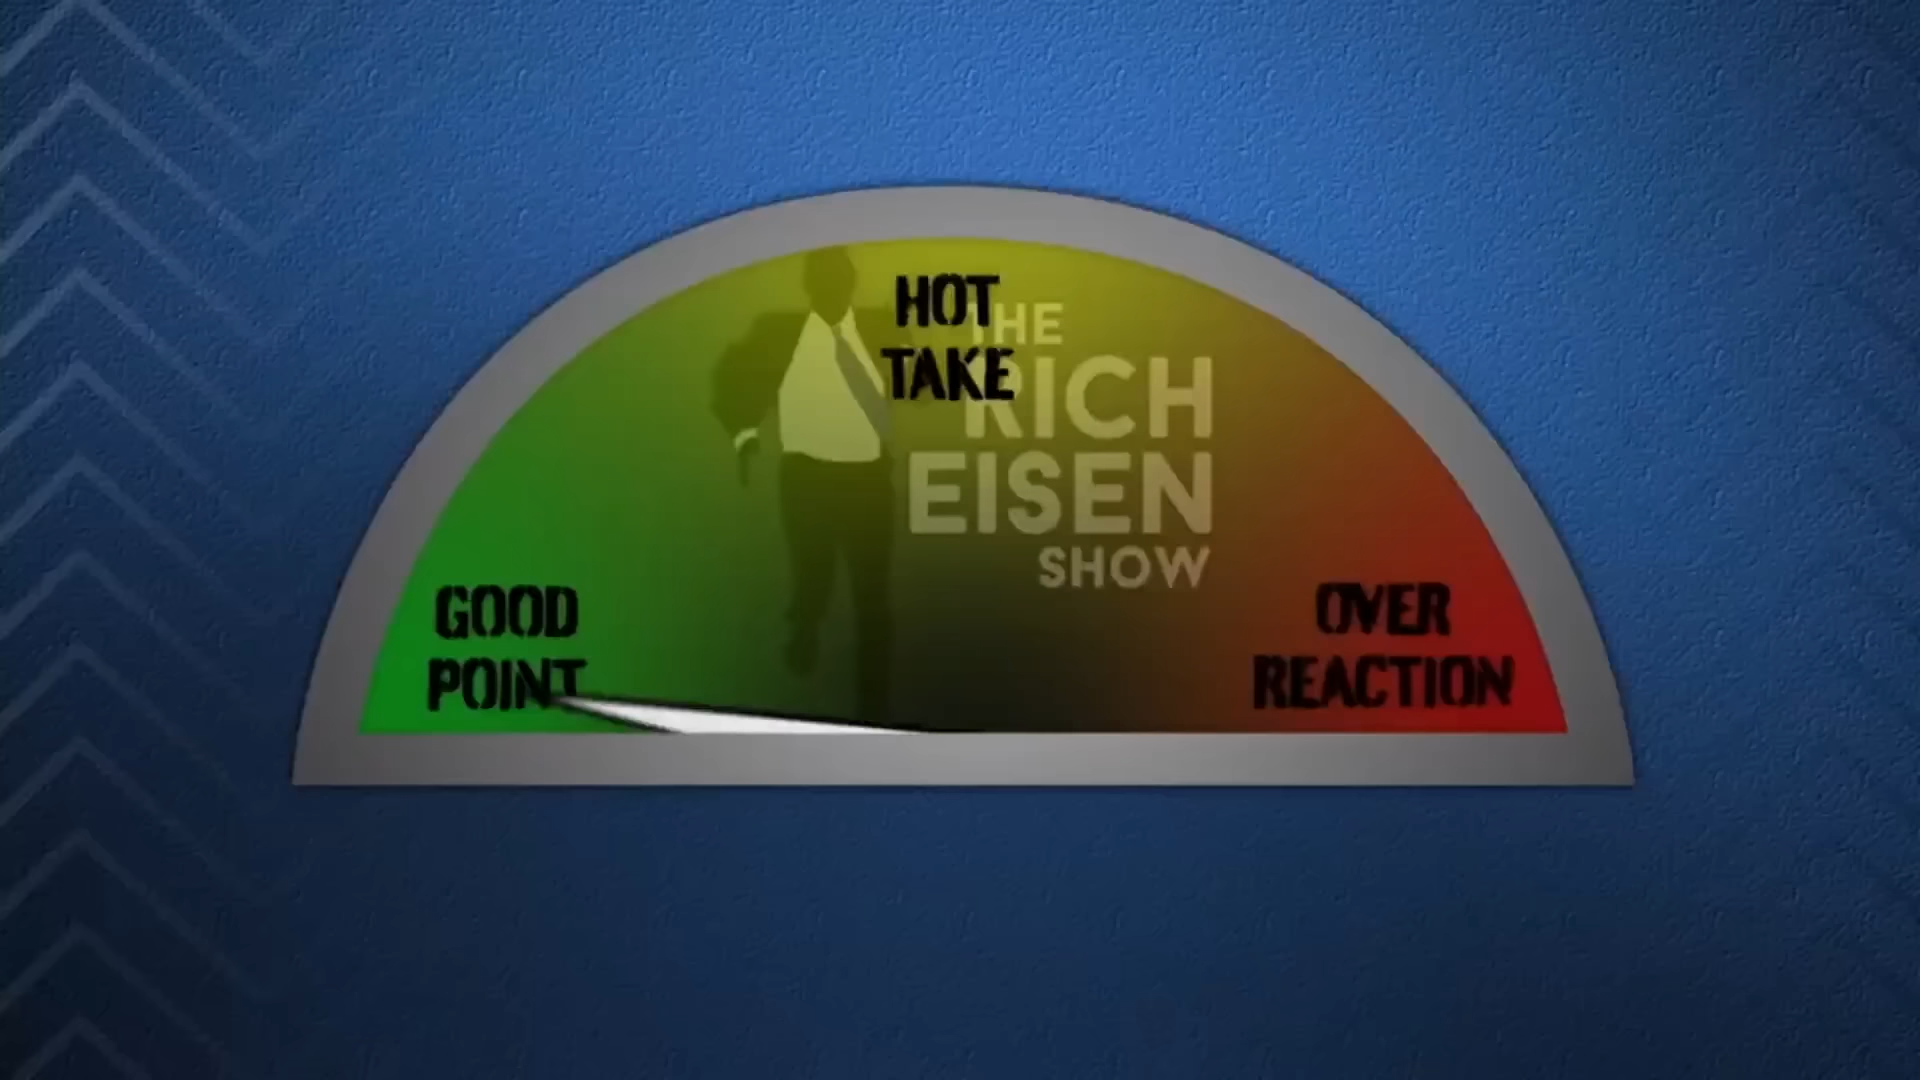 HOT
TAKE
THE
RICH
EISEN
SHOW
GOOD
POINT
OVER
REACTION